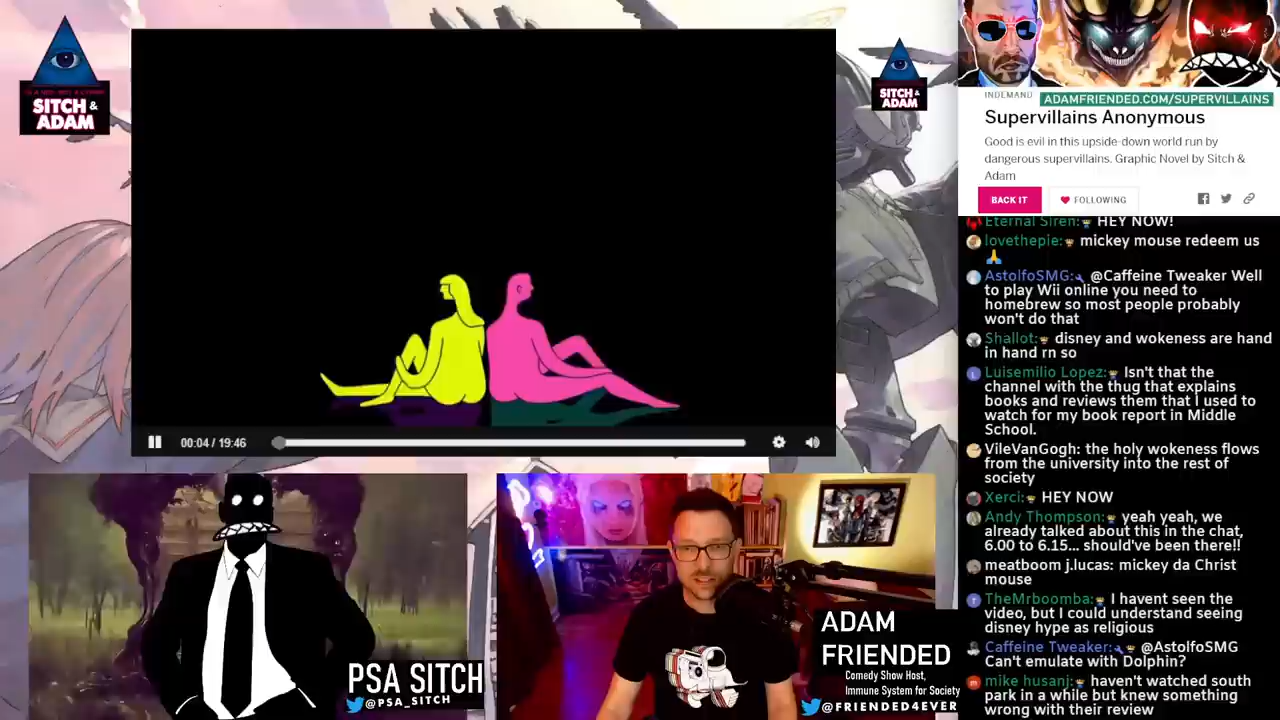 SITCH &
ADAM
SITCH &
ADAM
00:04 / 19:46
PSA SITCH
@PSA_SITCH
ADAM
FRIENDED
Comedy Show Host,
Immune System for Society
@FRIENDED4EVER
INDEMAND
ADAMFRIENDED.COM/SUPERVILLAINS
Supervillains Anonymous
Good is evil in this upside-down world run by
dangerous supervillains. Graphic Novel by Sitch &
Adam
BACK IT
FOLLOWING
Eternal Siren: HEY NOW!
lovethepie: mickey mouse redeem us
AstolfoSMG: @Caffeine Tweaker Well
to play Wii online you need to
homebrew so most people probably
won't do that
Shallot: disney and wokeness are hand
in hand rn so
Luisemilio Lopez: Isn't that the
channel with the thug that explains
books and reviews them that I used to
watch for my book report in Middle
School.
VileVanGogh: the holy wokeness flows
from the university into the rest of
society
Xerci: HEY NOW
Andy Thompson: yeah yeah, we
already talked about this in the chat,
6.00 to 6.15... should've been there!!
meatboom j.lucas: mickey da Christ
mouse
TheMrboomba: I havent seen the
video, but I could understand seeing
disney hype as religious
Caffeine Tweaker: @AstolfoSMG
Can't emulate with Dolphin?
mike husanj: haven't watched south
park in a while but knew something
wrong with their review